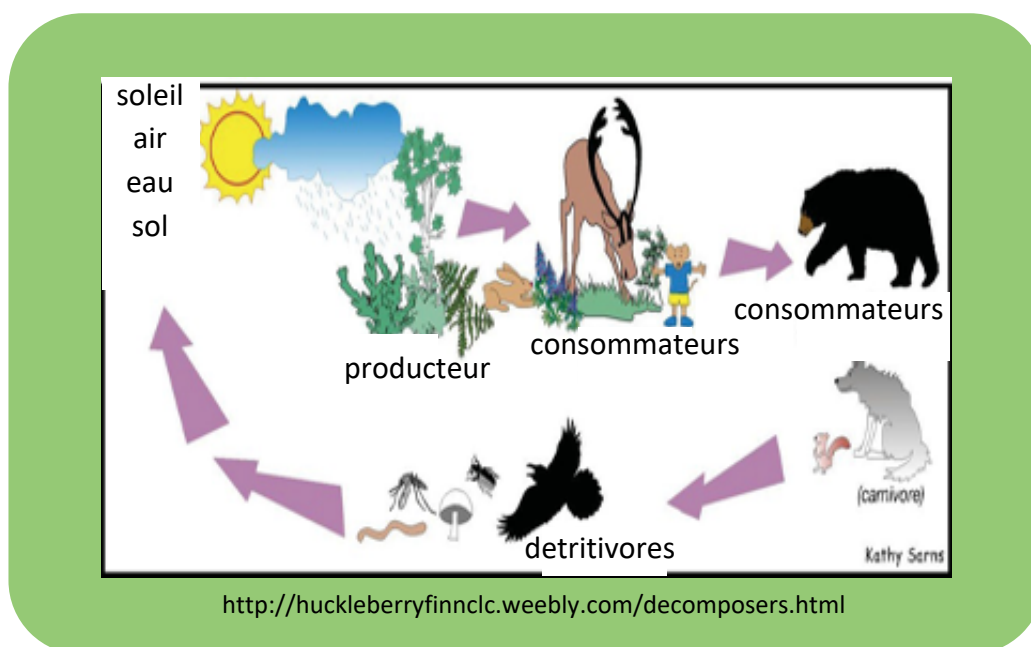 soleil
air
eau
sol
producteur
consommateurs
consommateurs
(carnivore)
detritivores
Kathy Sarns
http://huckleberryfinnclc.weebly.com/decomposers.html